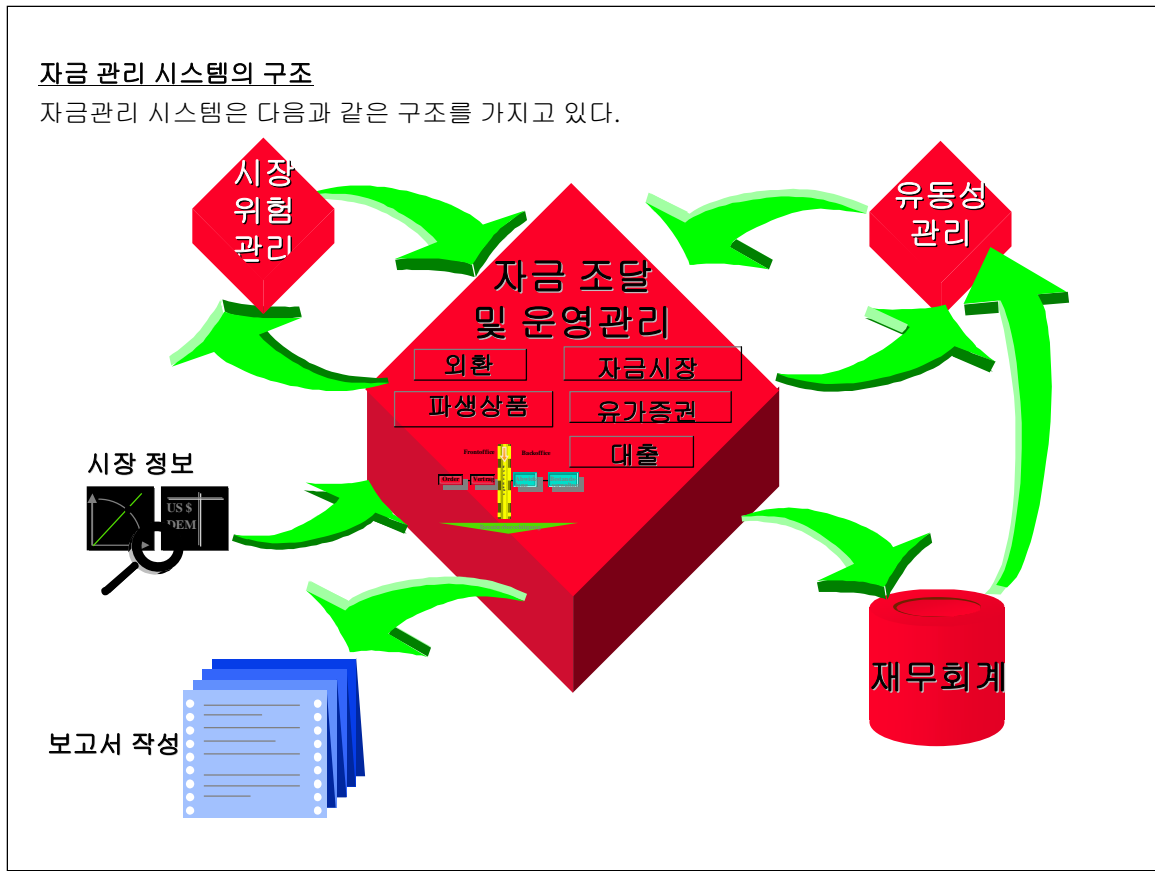 자금 관리 시스템의 구조
자금관리 시스템은 다음과 같은 구조를 가지고 있다.
시장
위험
관리
유동성
관리
자금 조달
및 운영관리
외환
자금시장
파생상품
유가증권
대출
시장 정보
US $
DEM
Order
보고서 작성
재무회계